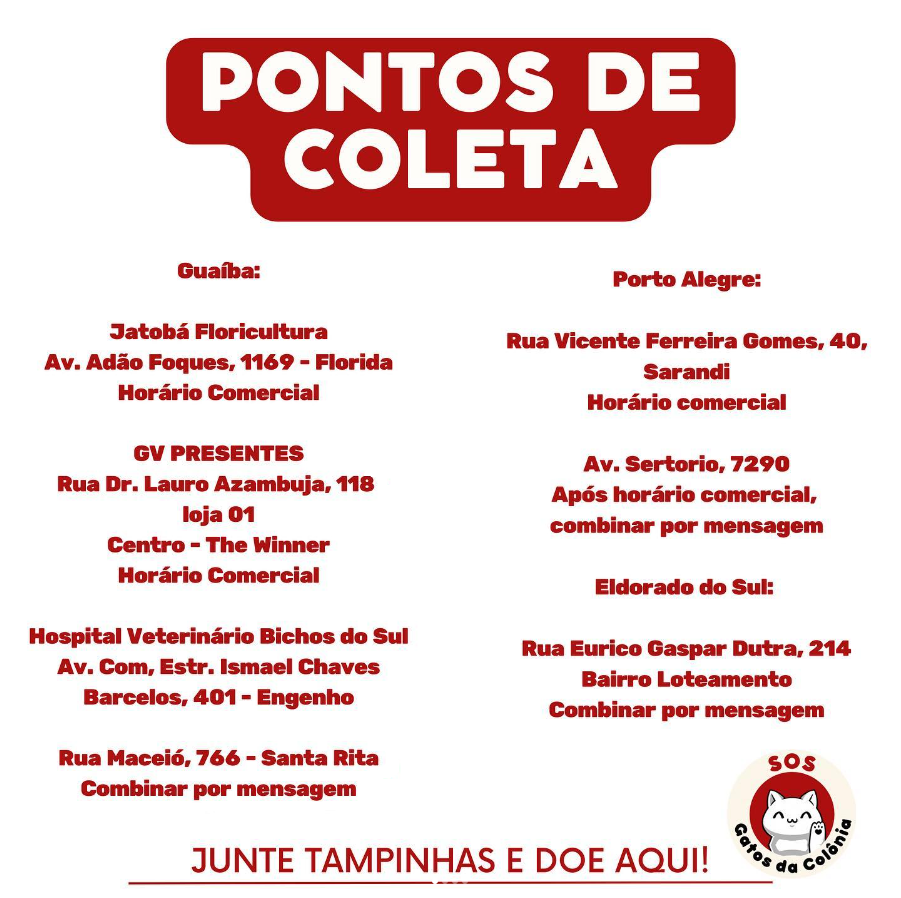 PONTOS DE
COLETA
Guaíba:
Jatobá Floricultura
Av. Adão Foques, 1169 - Florida
Horário Comercial
GV PRESENTES
Rua Dr. Lauro Azambuja, 118
loja 01
Centro - The Winner
Horário Comercial
Hospital Veterinário Bichos do Sul
Av. Com, Estr. Ismael Chaves
Barcelos, 401 - Engenho
Rua Maceió, 766 - Santa Rita
Combinar por mensagem
Porto Alegre:
Rua Vicente Ferreira Gomes, 40,
Sarandi
Horário comercial
Av. Sertorio, 7290
Após horário comercial,
combinar por mensagem
Eldorado do Sul:
Rua Eurico Gaspar Dutra, 214
Bairro Loteamento
Combinar por mensagem
SOS
Gatos da Colônia
JUNTE TAMPINHAS E DOE AQUI!